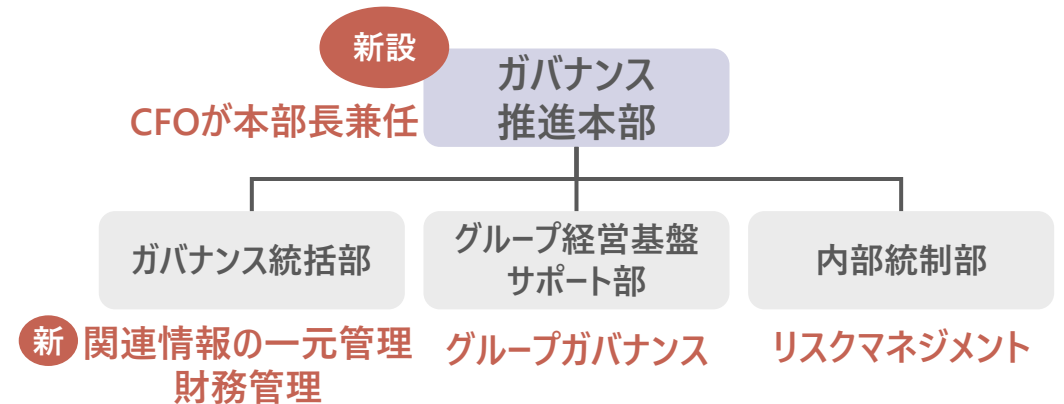 新設
ガバナンス
推進本部
CFOが本部長兼任
ガバナンス統括部
グループ経営基盤
サポート部
内部統制部
新 関連情報の一元管理
財務管理
グループガバナンス
リスクマネジメント